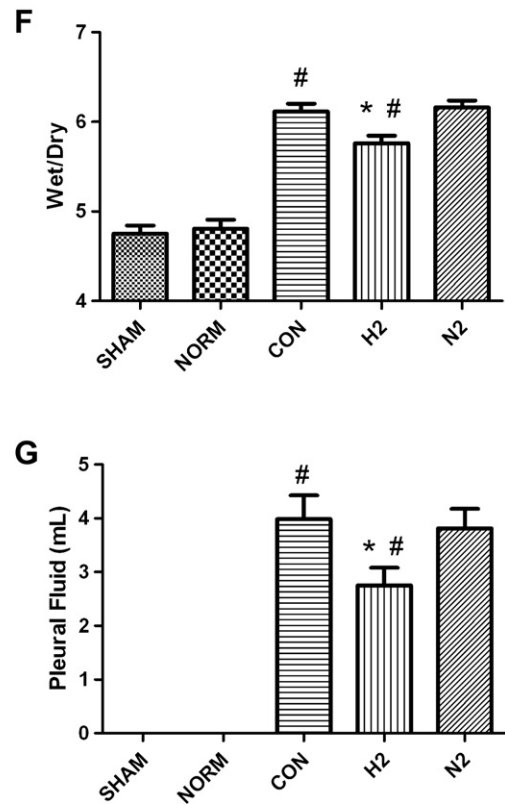 F
7
6
5
4
Wet/Dry
#
* #
SHAM
NORM
CON
H2
N2
G
5
4
3
2
1
0
Pleural Fluid (mL)
#
* #
SHAM
NORM
CON
H2
N2